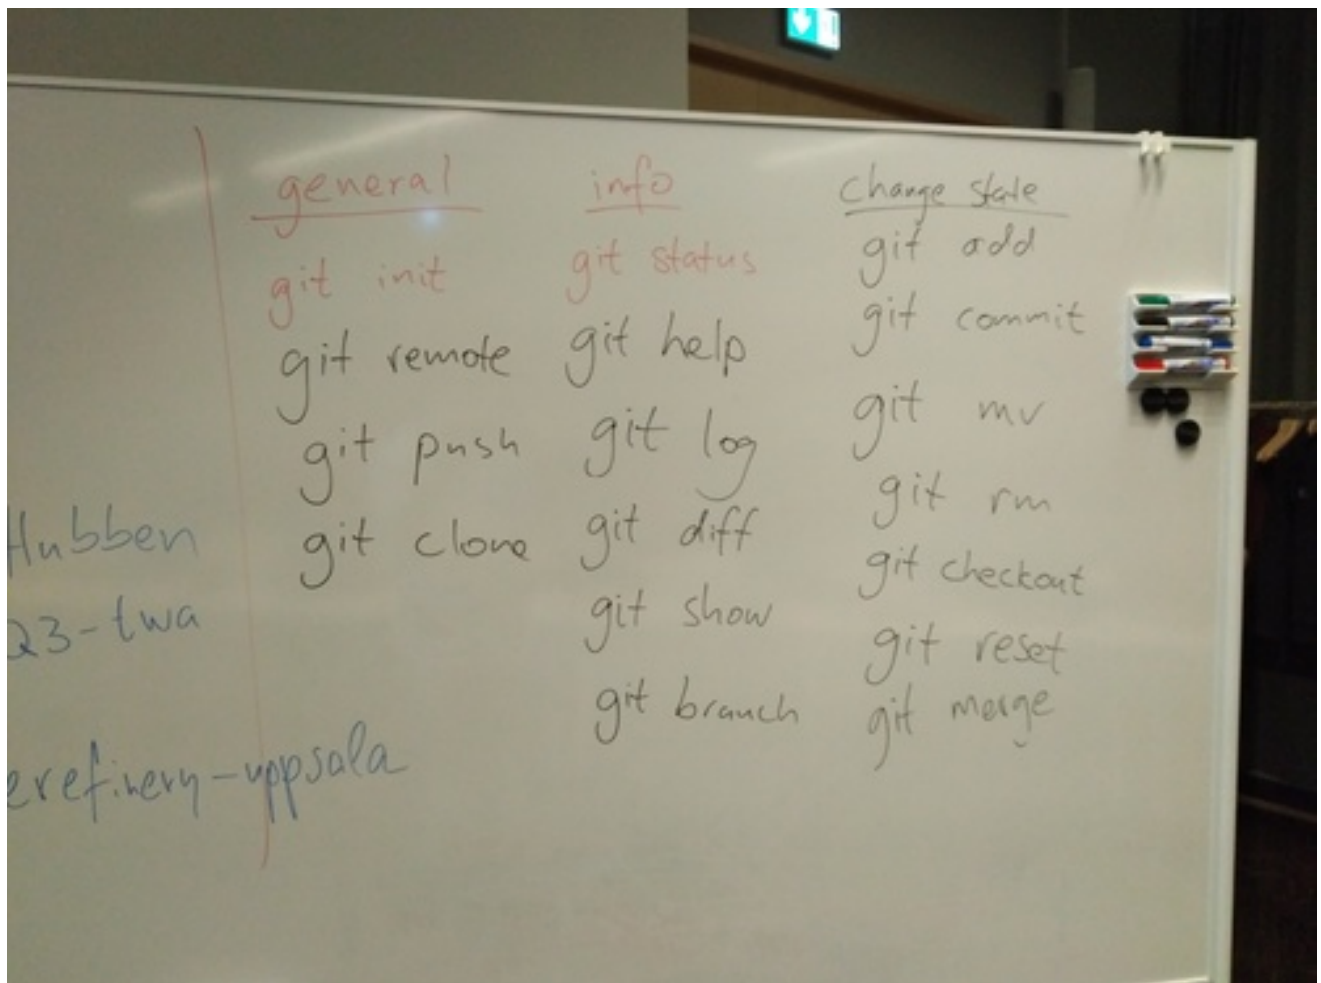 general
git init
git remote
git push
git clone
info
git status
git help
git log
git diff
git show
git branch
change state
git add
git commit
git mv
git rm
git checkout
git reset
git merge
Hubben
23-twa
erefinery-uppsala